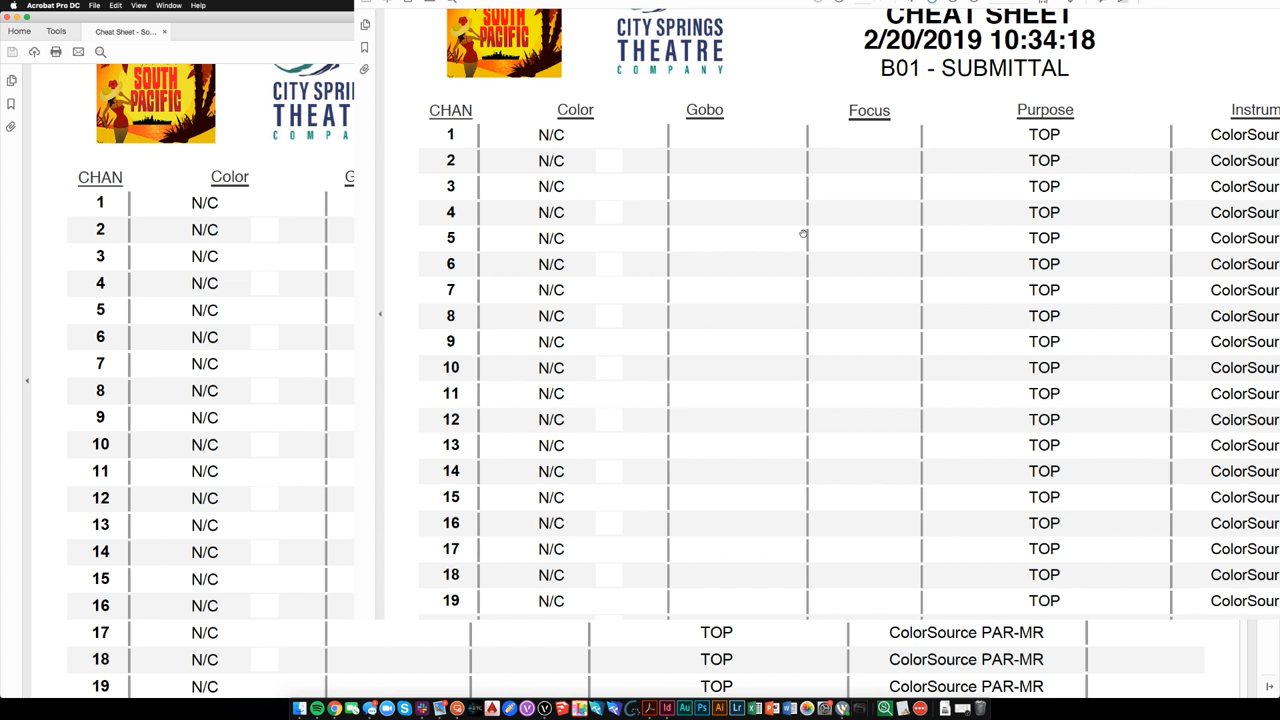 Acrobat Pro DC File Edit View Window Help
Home Tools Cheat Sheet - So... ×
SOUTH PACIFIC
CITY SPRI
THEAT
COMPA
CHAN Color G
1 N/C
2 N/C
3 N/C
4 N/C
5 N/C
6 N/C
7 N/C
8 N/C
9 N/C
10 N/C
11 N/C
12 N/C
13 N/C
14 N/C
15 N/C
16 N/C
17 TOP ColorSource PAR-MR
18 N/C TOP ColorSource PAR-MR
19 N/C TOP ColorSource PAR-MR
SOUTH PACIFIC
CITY SPRINGS
THEATRE
COMPANY
CHEAT SHEET
2/20/2019 10:34:18
B01 - SUBMITTAL
CHAN Color Gobo Focus Purpose Instrum
1 N/C TOP ColorSour
2 N/C TOP ColorSour
3 N/C TOP ColorSour
4 N/C TOP ColorSour
5 N/C TOP ColorSour
6 N/C TOP ColorSour
7 N/C TOP ColorSour
8 N/C TOP ColorSour
9 N/C TOP ColorSour
10 N/C TOP ColorSour
11 N/C TOP ColorSour
12 N/C TOP ColorSour
13 N/C TOP ColorSour
14 N/C TOP ColorSour
15 N/C TOP ColorSour
16 N/C TOP ColorSour
17 N/C TOP ColorSour
18 N/C TOP ColorSour
19 N/C TOP ColorSour